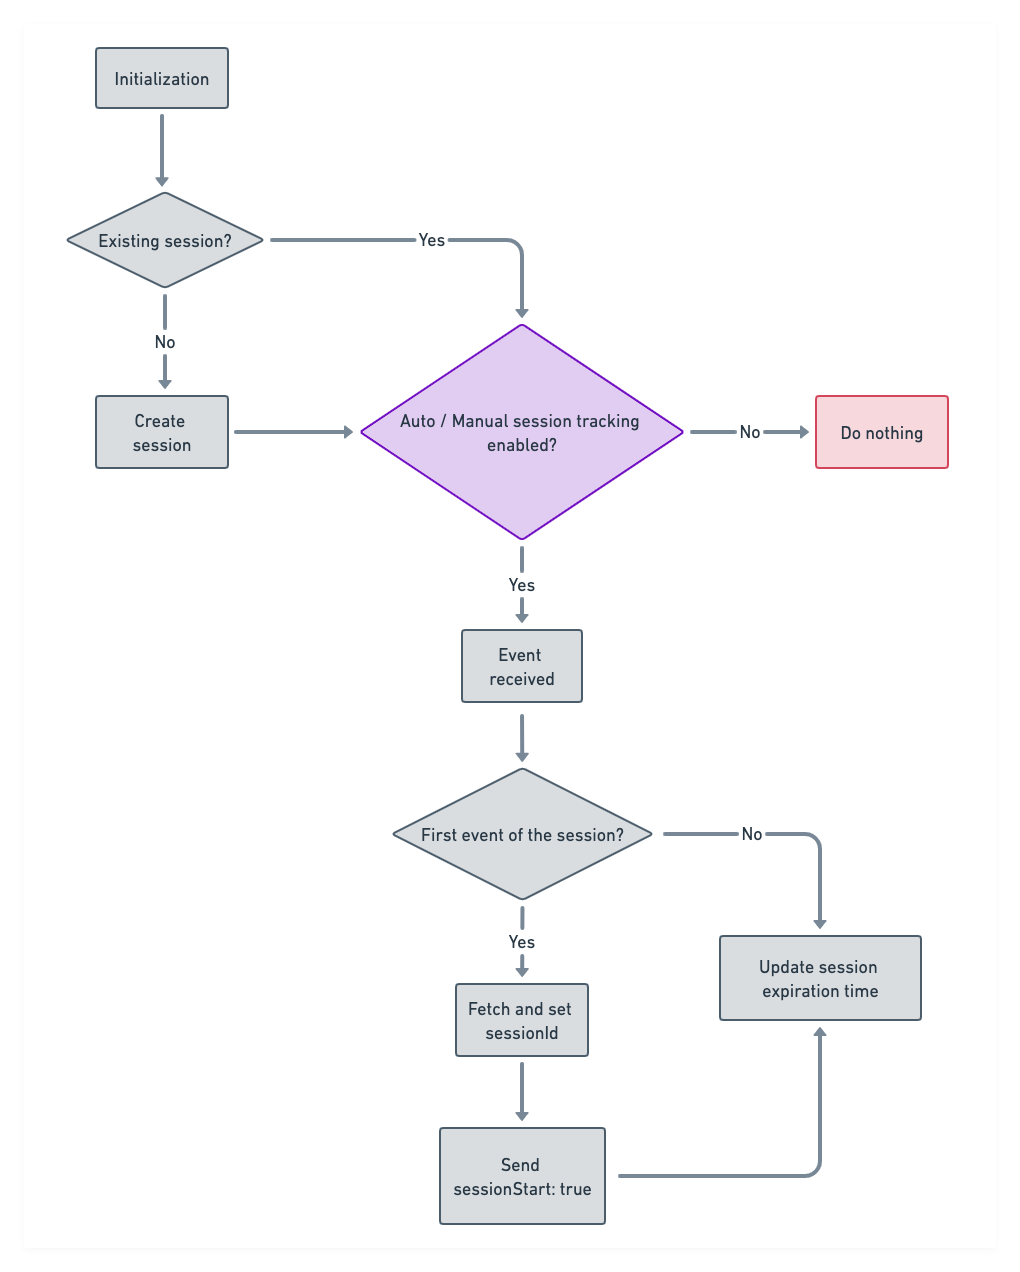 Initialization
Existing session?
Yes
No
Create
session
Auto / Manual session tracking
enabled?
No
Do nothing
Yes
Event
received
First event of the session?
No
Yes
Update session
expiration time
Fetch and set
sessionId
Send
sessionStart: true